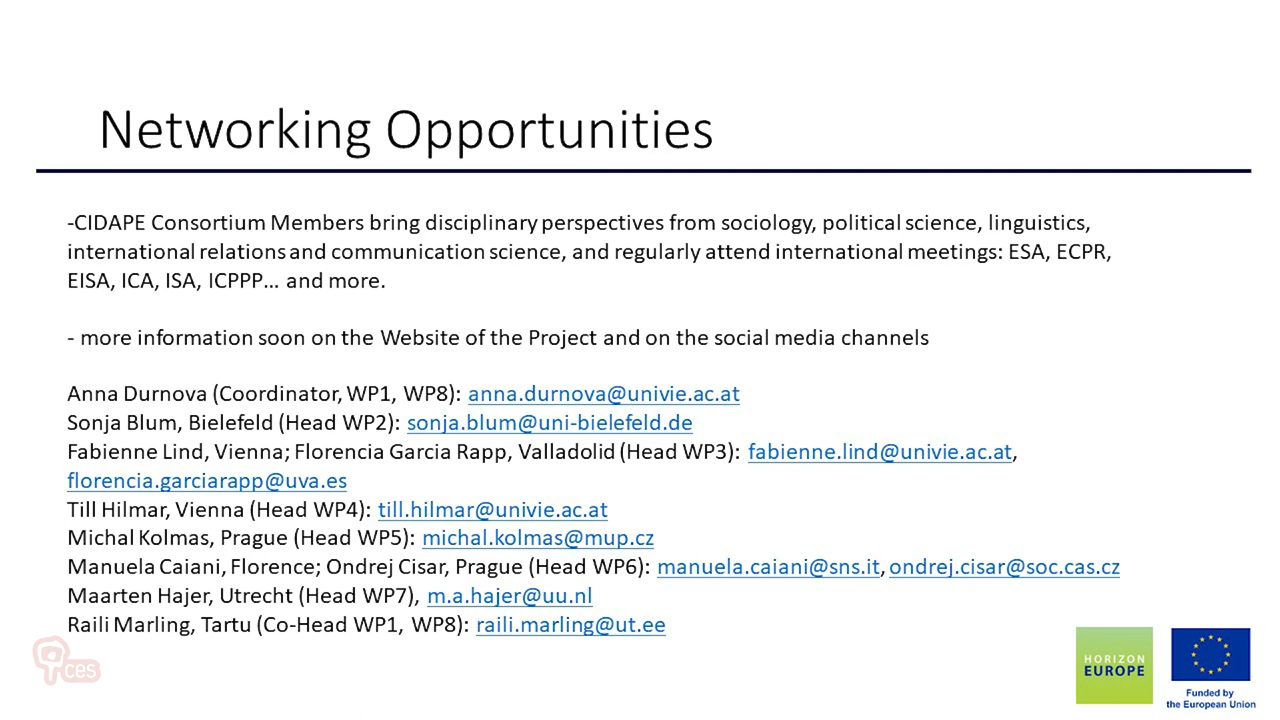 Networking Opportunities
-CIDAPE Consortium Members bring disciplinary perspectives from sociology, political science, linguistics,
international relations and communication science, and regularly attend international meetings: ESA, ECPR,
EISA, ICA, ISA, ICPPP... and more.
- more information soon on the Website of the Project and on the social media channels
Anna Durnova (Coordinator, WP1, WP8): anna.durnova@univie.ac.at
Sonja Blum, Bielefeld (Head WP2): sonja.blum@uni-bielefeld.de
Fabienne Lind, Vienna; Florencia Garcia Rapp, Valladolid (Head WP3): fabienne.lind@univie.ac.at,
florencia.garciarapp@uva.es
Till Hilmar, Vienna (Head WP4): till.hilmar@univie.ac.at
Michal Kolmas, Prague (Head WP5): michal.kolmas@mup.cz
Manuela Caiani, Florence; Ondrej Cisar, Prague (Head WP6): manuela.caiani@sns.it, ondrej.cisar@soc.cas.cz
Maarten Hajer, Utrecht (Head WP7), m.a.hajer@uu.nl
Raili Marling, Tartu (Co-Head WP1, WP8): raili.marling@ut.ee
ces
HORIZON
EUROPE
Funded by
the European Union